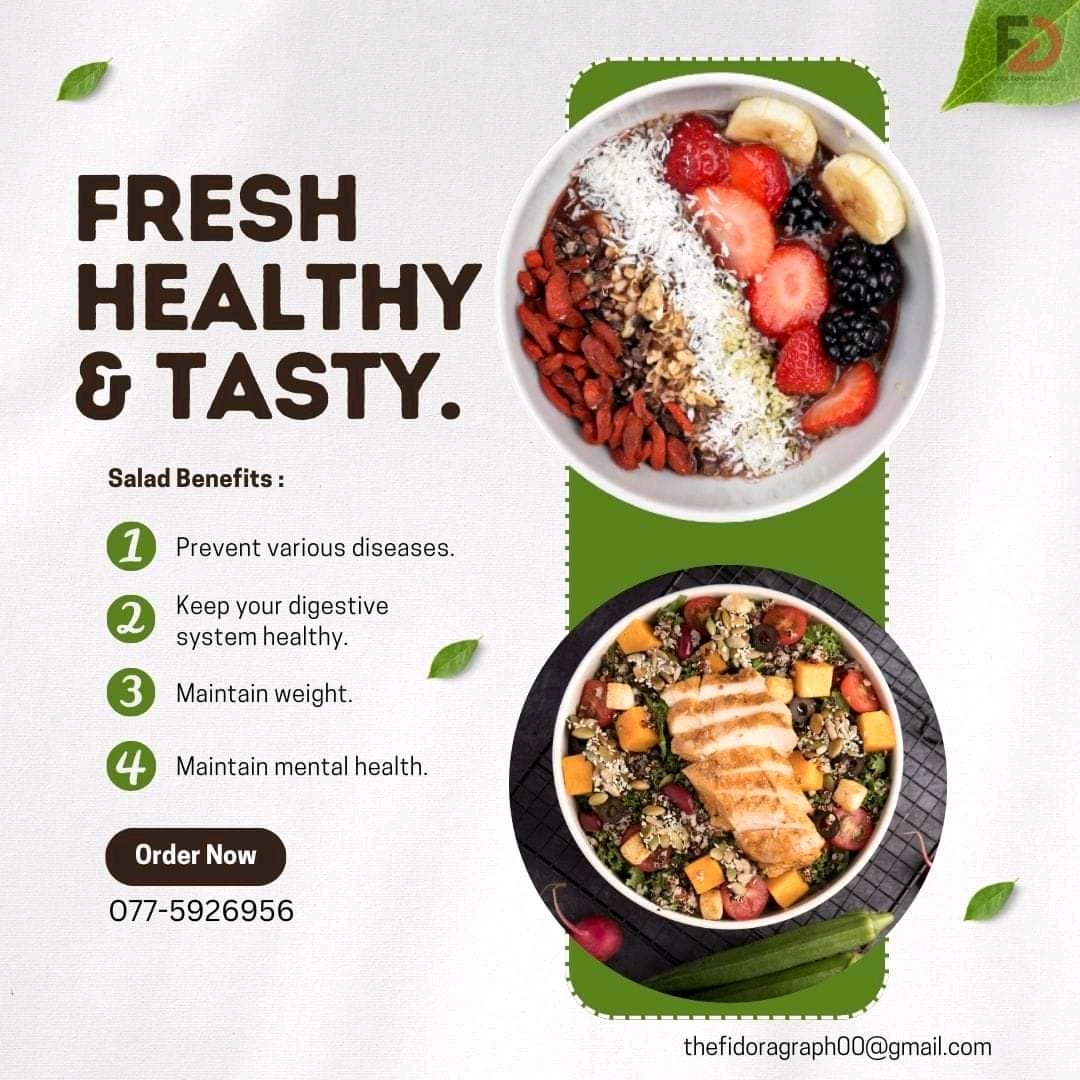 FRESH
HEALTHY
& TASTY.
Salad Benefits :
1 Prevent various diseases.
2 Keep your digestive
system healthy.
3 Maintain weight.
4 Maintain mental health.
Order Now
077-5926956
thefidoragraph00@gmail.com